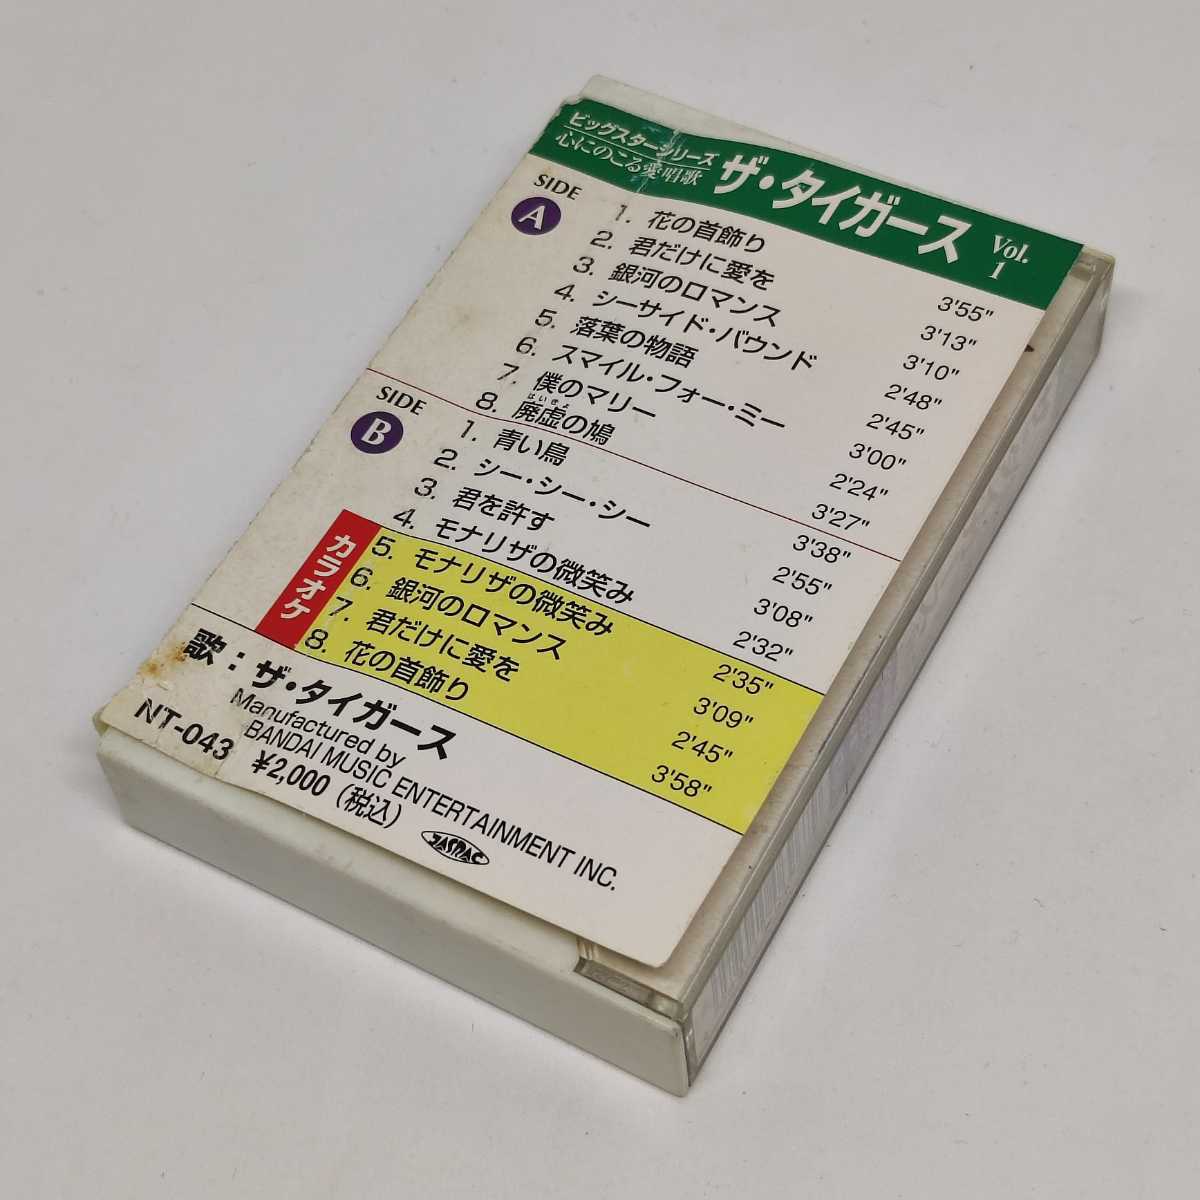 ビッグスターシリーズ
心にのこる愛唱歌
ザ・タイガース Vol. 1
SIDE A
1. 花の首飾り 3'55"
2. 君だけに愛を 3'13"
3. 銀河のロマンス 3'10"
4. シーサイド・バウンド 2'48"
5. 落葉の物語 2'45"
6. スマイル・フォー・ミー 3'00"
7. 僕のマリー 2'24"
はいきょ
8. 廃虚の鳩 3'27"
SIDE B
1. 青い鳥 3'38"
2. シー・シー・シー 2'55"
3. 君を許す 3'08"
4. モナリザの微笑み 2'32"
カラオケ
5. モナリザの微笑み 2'35"
6. 銀河のロマンス 3'09"
7. 君だけに愛を 2'45"
8. 花の首飾り 3'58"
歌：ザ・タイガース
Manufactured by
BANDAI MUSIC ENTERTAINMENT INC.
NT-043 ¥2,000（税込）
JASRAC